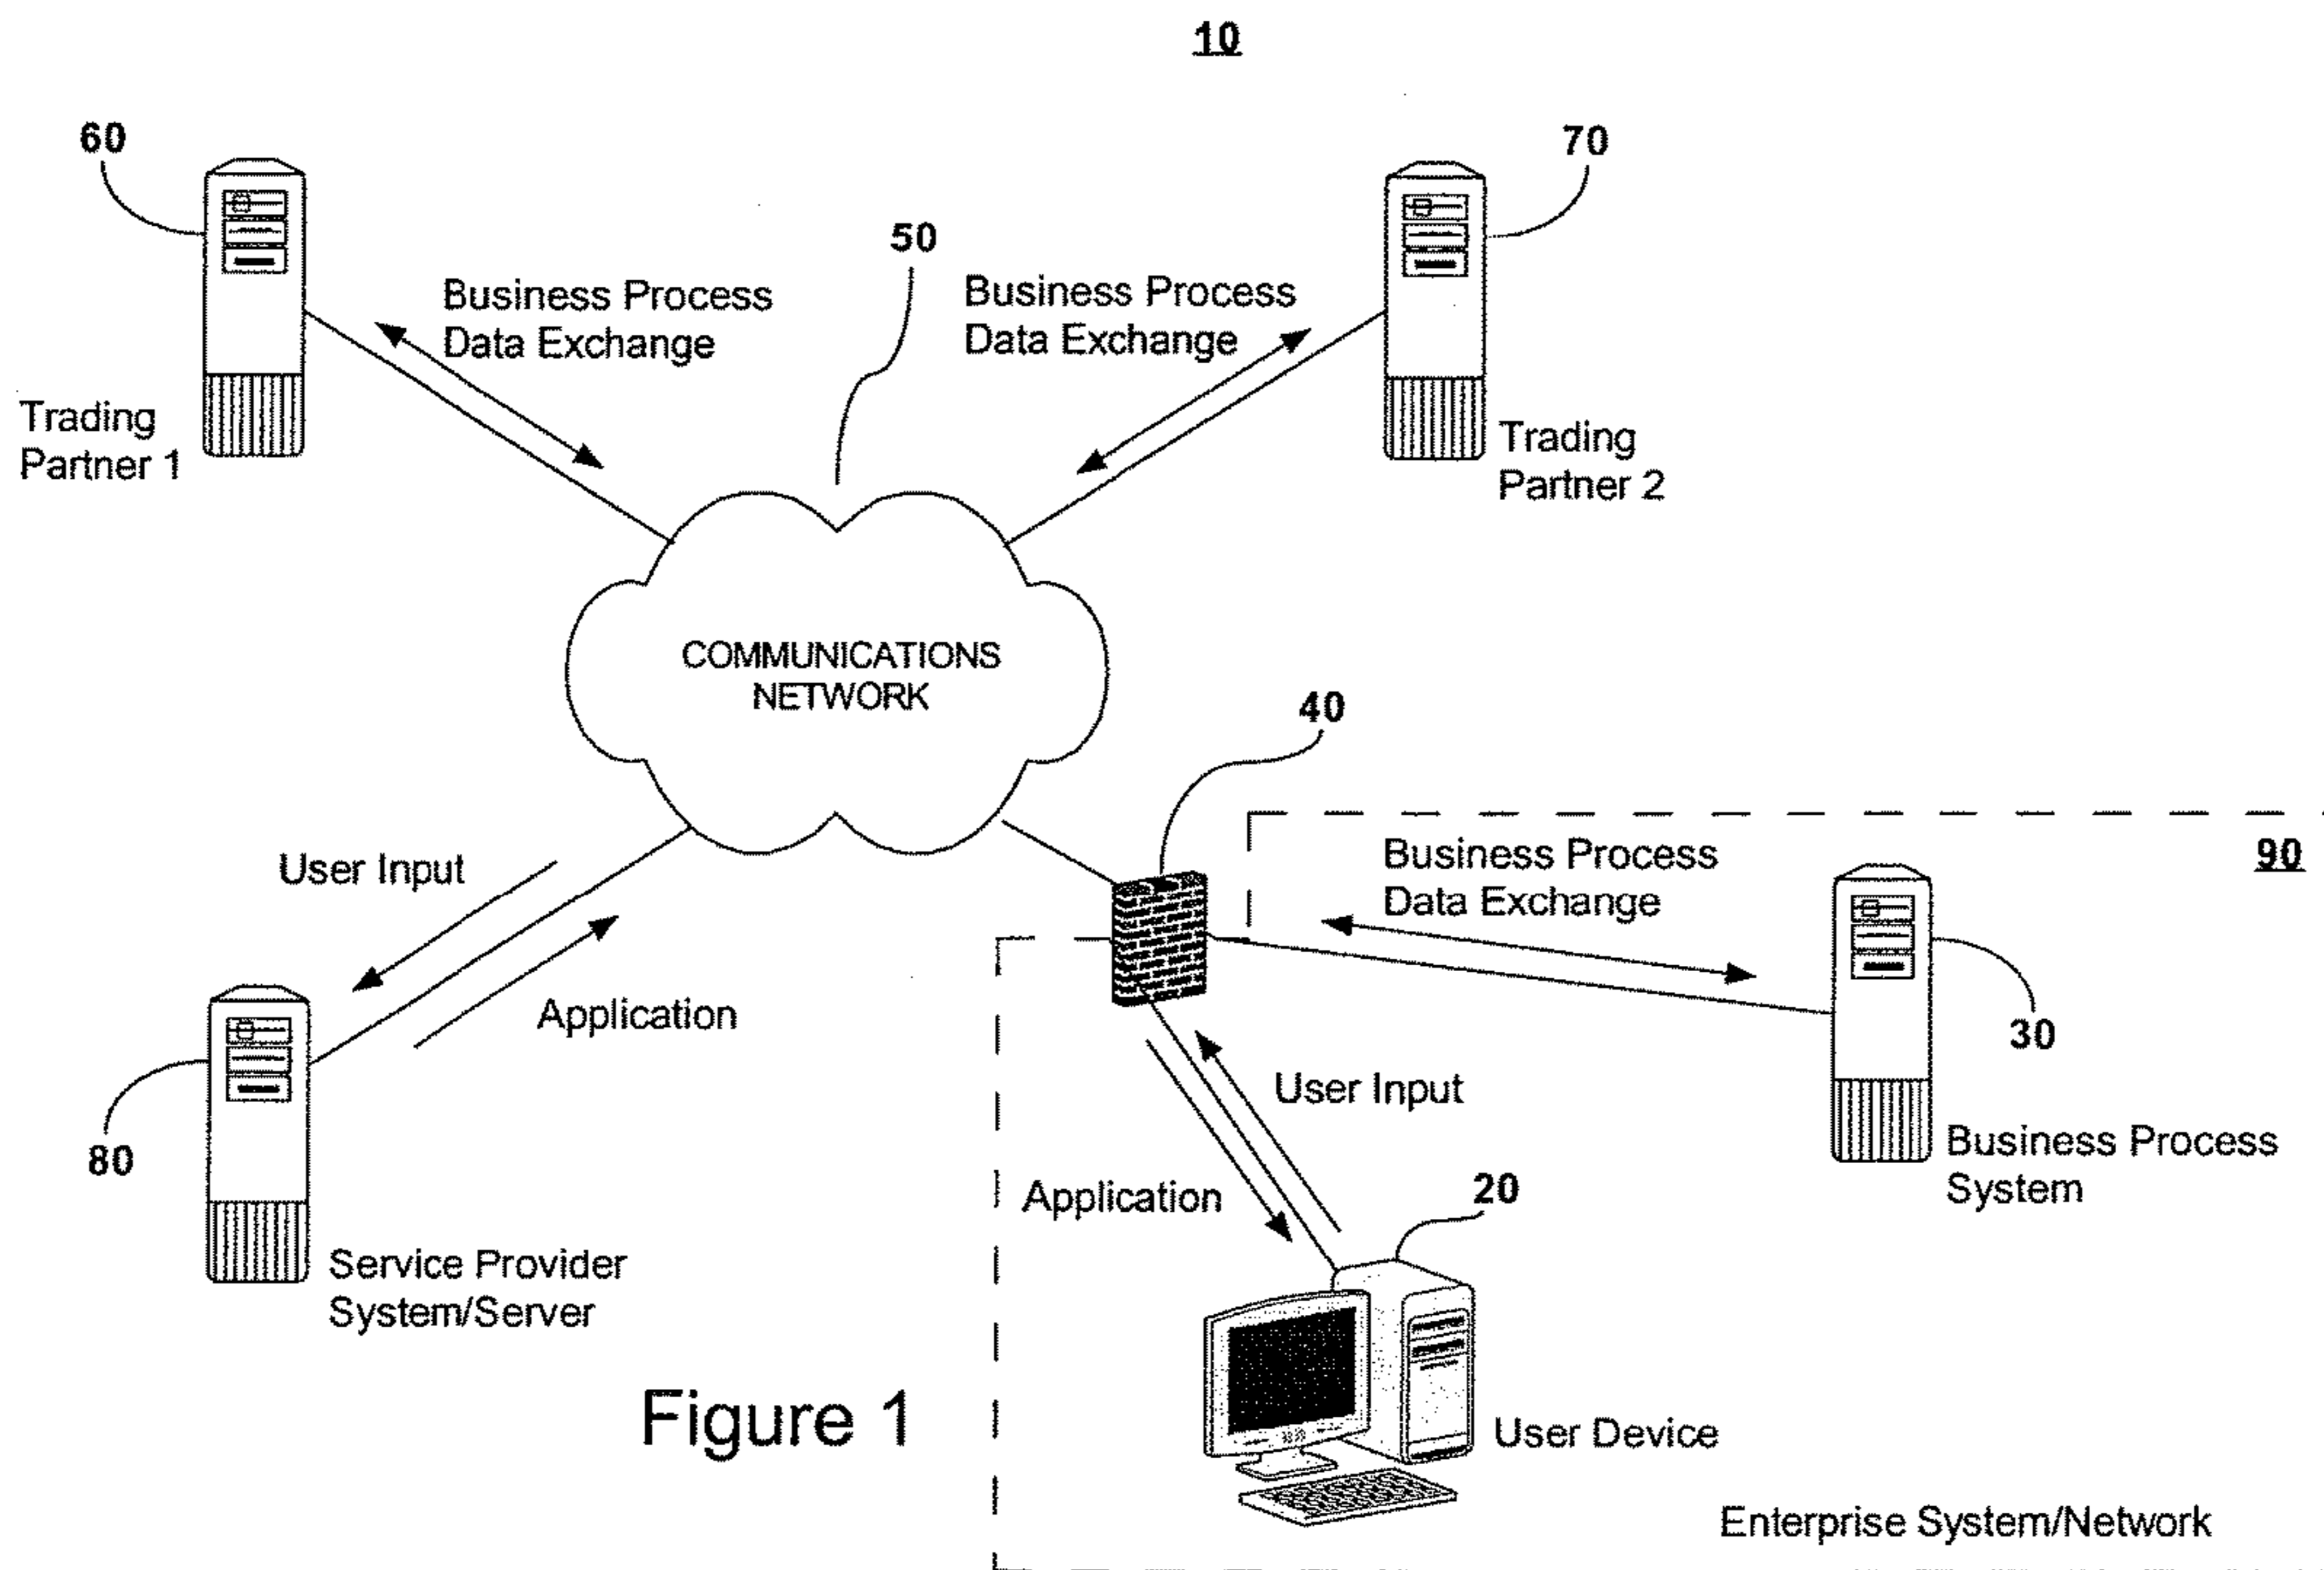 10
60
70
50
Business Process
Data Exchange
Business Process
Data Exchange
Trading
Partner 1
Trading
Partner 2
COMMUNICATIONS
NETWORK
40
90
User Input
Business Process
Data Exchange
Application
30
User Input
80
Business Process
System
Application
20
Service Provider
System/Server
Figure 1
User Device
Enterprise System/Network